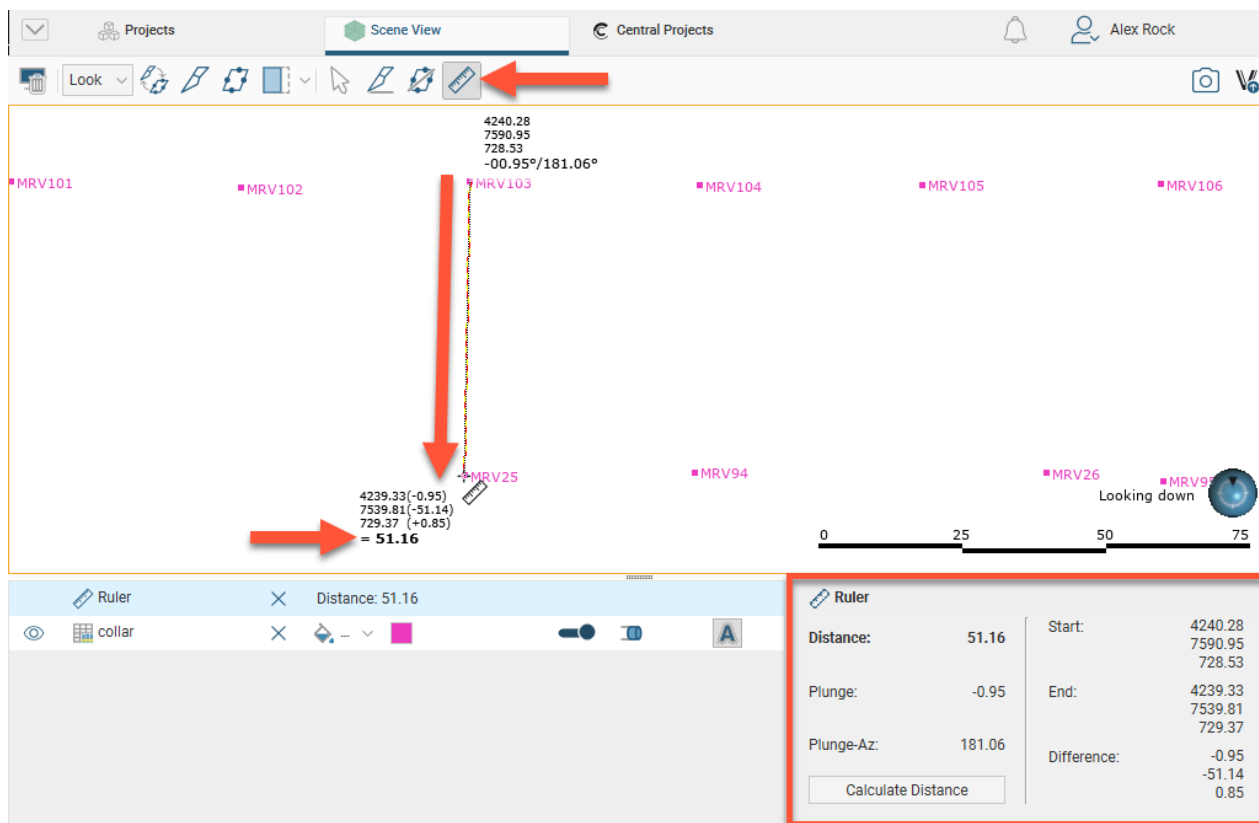 Projects
Scene View
Central Projects
Alex Rock
Look
4240.28
7590.95
728.53
-00.95°/181.06°
MRV101
MRV102
MRV103
MRV104
MRV105
MRV106
MRV25
MRV94
MRV26
4239.33(-0.95)
7539.81(-51.14)
729.37 (+0.85)
= 51.16
Looking down
0 25 50 75
Ruler
Distance: 51.16
collar
...
A
Ruler
Distance: 51.16
Plunge: -0.95
Plunge-Az: 181.06
Calculate Distance
Start: 4240.28
7590.95
728.53
End: 4239.33
7539.81
729.37
Difference: -0.95
-51.14
0.85